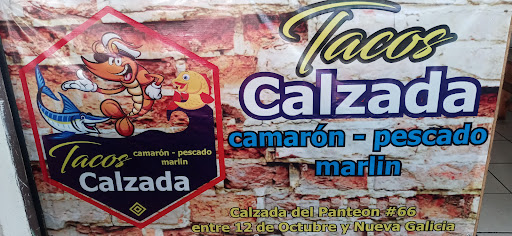 Tacos
camarón - pescado
marlin
Calzada
Tacos
Calzada
camarón - pescado
marlin
Calzada del Panteon #66
entre 12 de Octubre y Nueva Galicia